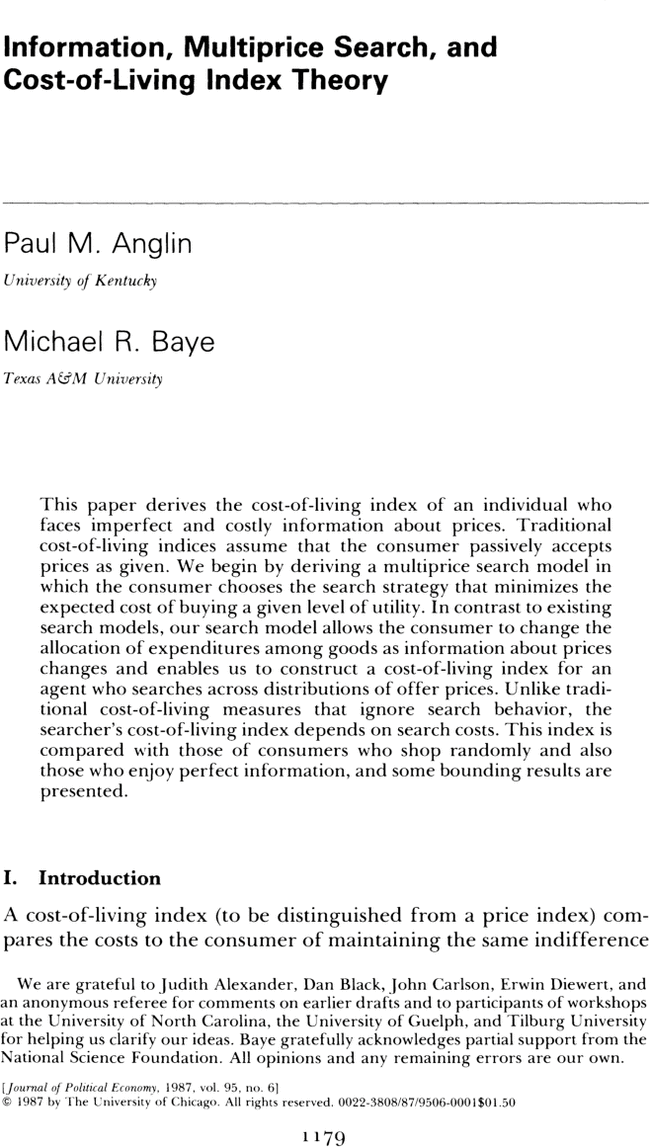 Information, Multiprice Search, and
Cost-of-Living Index Theory
Paul M. Anglin
University of Kentucky
Michael R. Baye
Texas A&M University
This paper derives the cost-of-living index of an individual who
faces imperfect and costly information about prices. Traditional
cost-of-living indices assume that the consumer passively accepts
prices as given. We begin by deriving a multiprice search model in
which the consumer chooses the search strategy that minimizes the
expected cost of buying a given level of utility. In contrast to existing
search models, our search model allows the consumer to change the
allocation of expenditures among goods as information about prices
changes and enables us to construct a cost-of-living index for an
agent who searches across distributions of offer prices. Unlike tradi-
tional cost-of-living measures that ignore search behavior, the
searcher's cost-of-living index depends on search costs. This index is
compared with those of consumers who shop randomly and also
those who enjoy perfect information, and some bounding results are
presented.
I. Introduction
A cost-of-living index (to be distinguished from a price index) com-
pares the costs to the consumer of maintaining the same indifference
We are grateful to Judith Alexander, Dan Black, John Carlson, Erwin Diewert, and
an anonymous referee for comments on earlier drafts and to participants of workshops
at the University of North Carolina, the University of Guelph, and Tilburg University
for helping us clarify our ideas. Baye gratefully acknowledges partial support from the
National Science Foundation. All opinions and any remaining errors are our own.
[Journal of Political Economy, 1987, vol. 95, no. 6]
© 1987 by The University of Chicago. All rights reserved. 0022-3808/87/9506-0001$01.50
1179